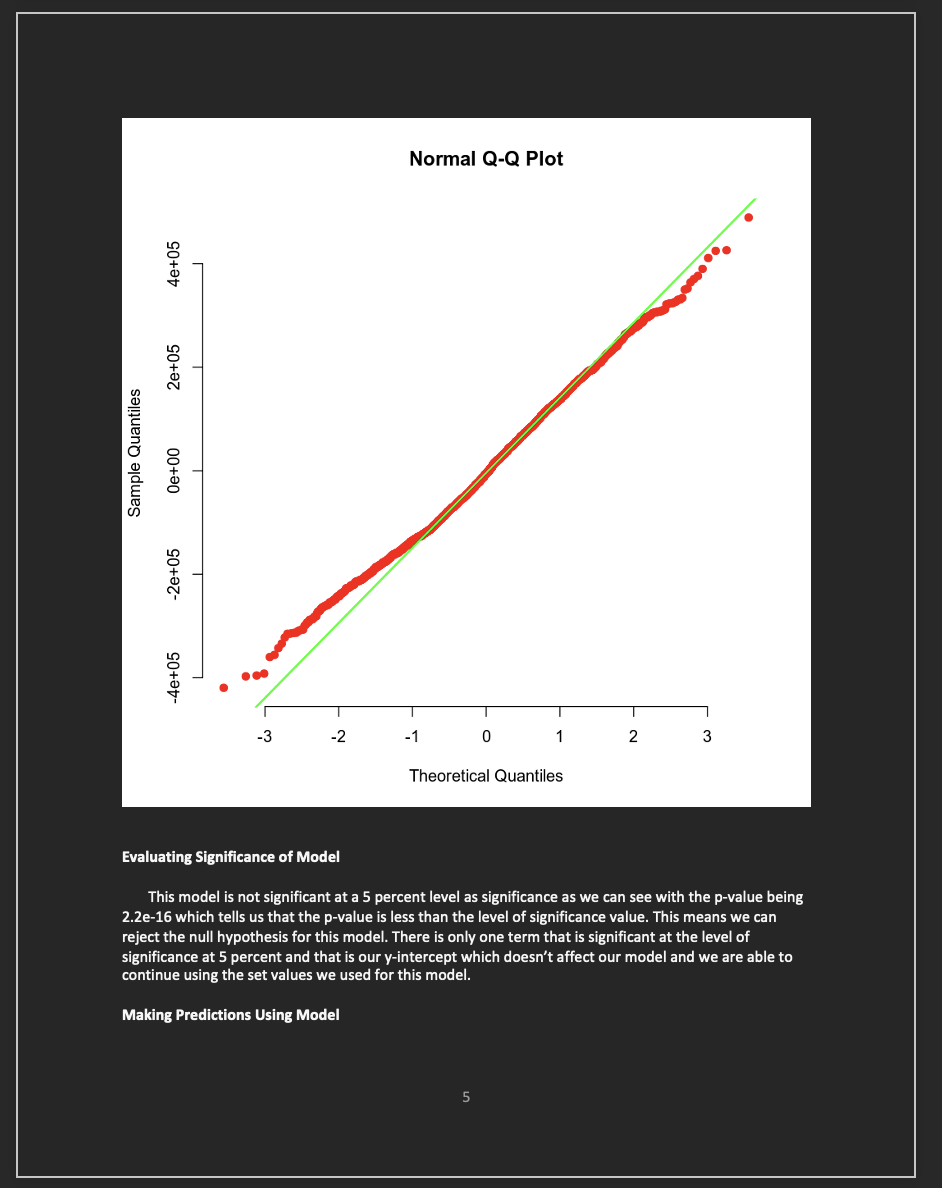 Normal Q-Q Plot
4e+05
2e+05
0e+00
-2e+05
-4e+05
Sample Quantiles
-3 -2 -1 0 1 2 3
Theoretical Quantiles
Evaluating Significance of Model
This model is not significant at a 5 percent level as significance as we can see with the p-value being
2.2e-16 which tells us that the p-value is less than the level of significance value. This means we can
reject the null hypothesis for this model. There is only one term that is significant at the level of
significance at 5 percent and that is our y-intercept which doesn’t affect our model and we are able to
continue using the set values we used for this model.
Making Predictions Using Model
5